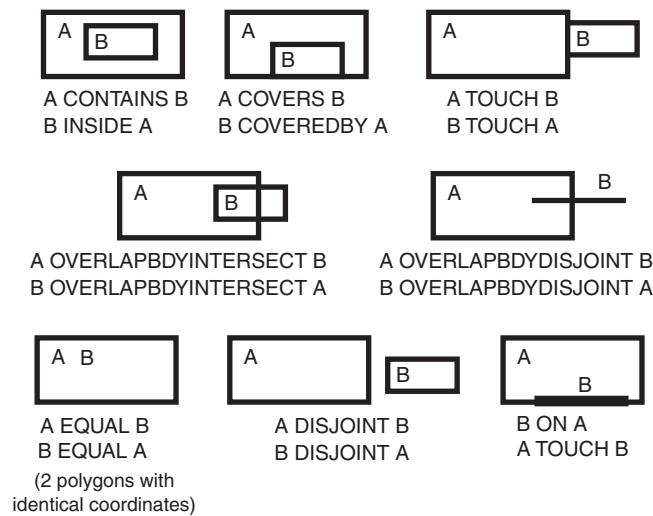 A
B
A CONTAINS B
B INSIDE A
A
B
A COVERS B
B COVEREDBY A
A
B
A TOUCH B
B TOUCH A
A
B
A OVERLAPBDYINTERSECT B
B OVERLAPBDYINTERSECT A
A
B
A OVERLAPBDYDISJOINT B
B OVERLAPBDYDISJOINT A
A B
A EQUAL B
B EQUAL A
(2 polygons with
identical coordinates)
A
B
A DISJOINT B
B DISJOINT A
A
B
B ON A
A TOUCH B